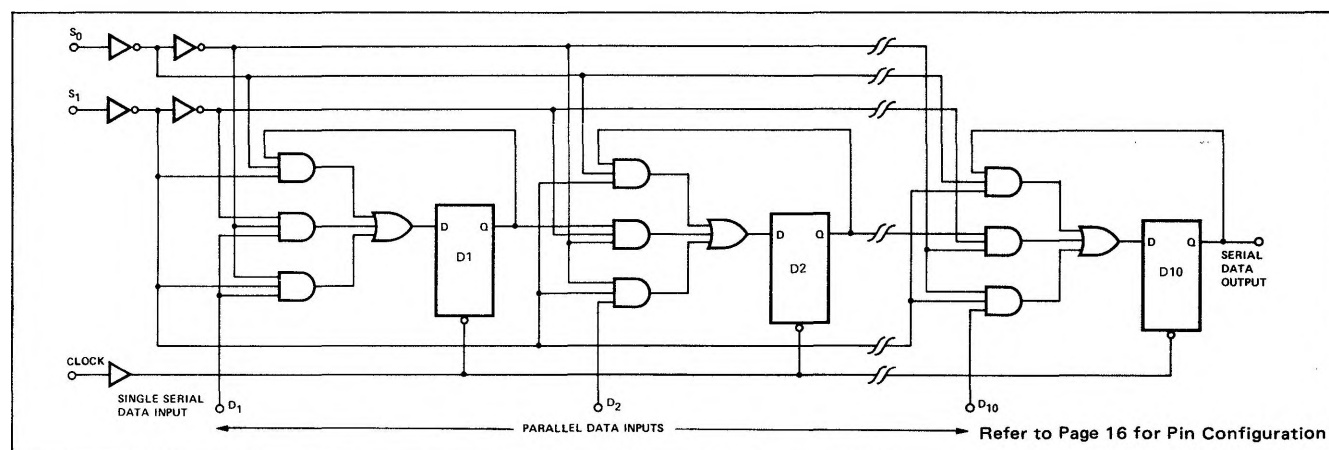 S0
S1
D Q
D1
D Q
D2
D Q
D10
SERIAL
DATA
OUTPUT
CLOCK
SINGLE SERIAL
DATA INPUT
D1
D2
D10
PARALLEL DATA INPUTS
Refer to Page 16 for Pin Configuration